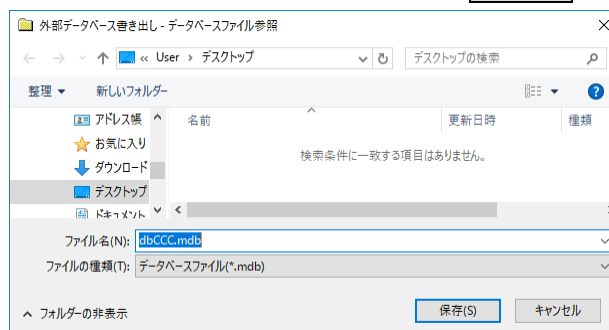 外部データベース書き出し - データベースファイル参照
« User › デスクトップ
デスクトップの検索
整理 新しいフォルダー
アドレス帳
お気に入り
ダウンロード
デスクトップ
ドキュメント
名前 更新日時 種類
検索条件に一致する項目はありません。
ファイル名(N): dbCCC.mdb
ファイルの種類(T): データベースファイル(*.mdb)
フォルダーの非表示
保存(S) キャンセル